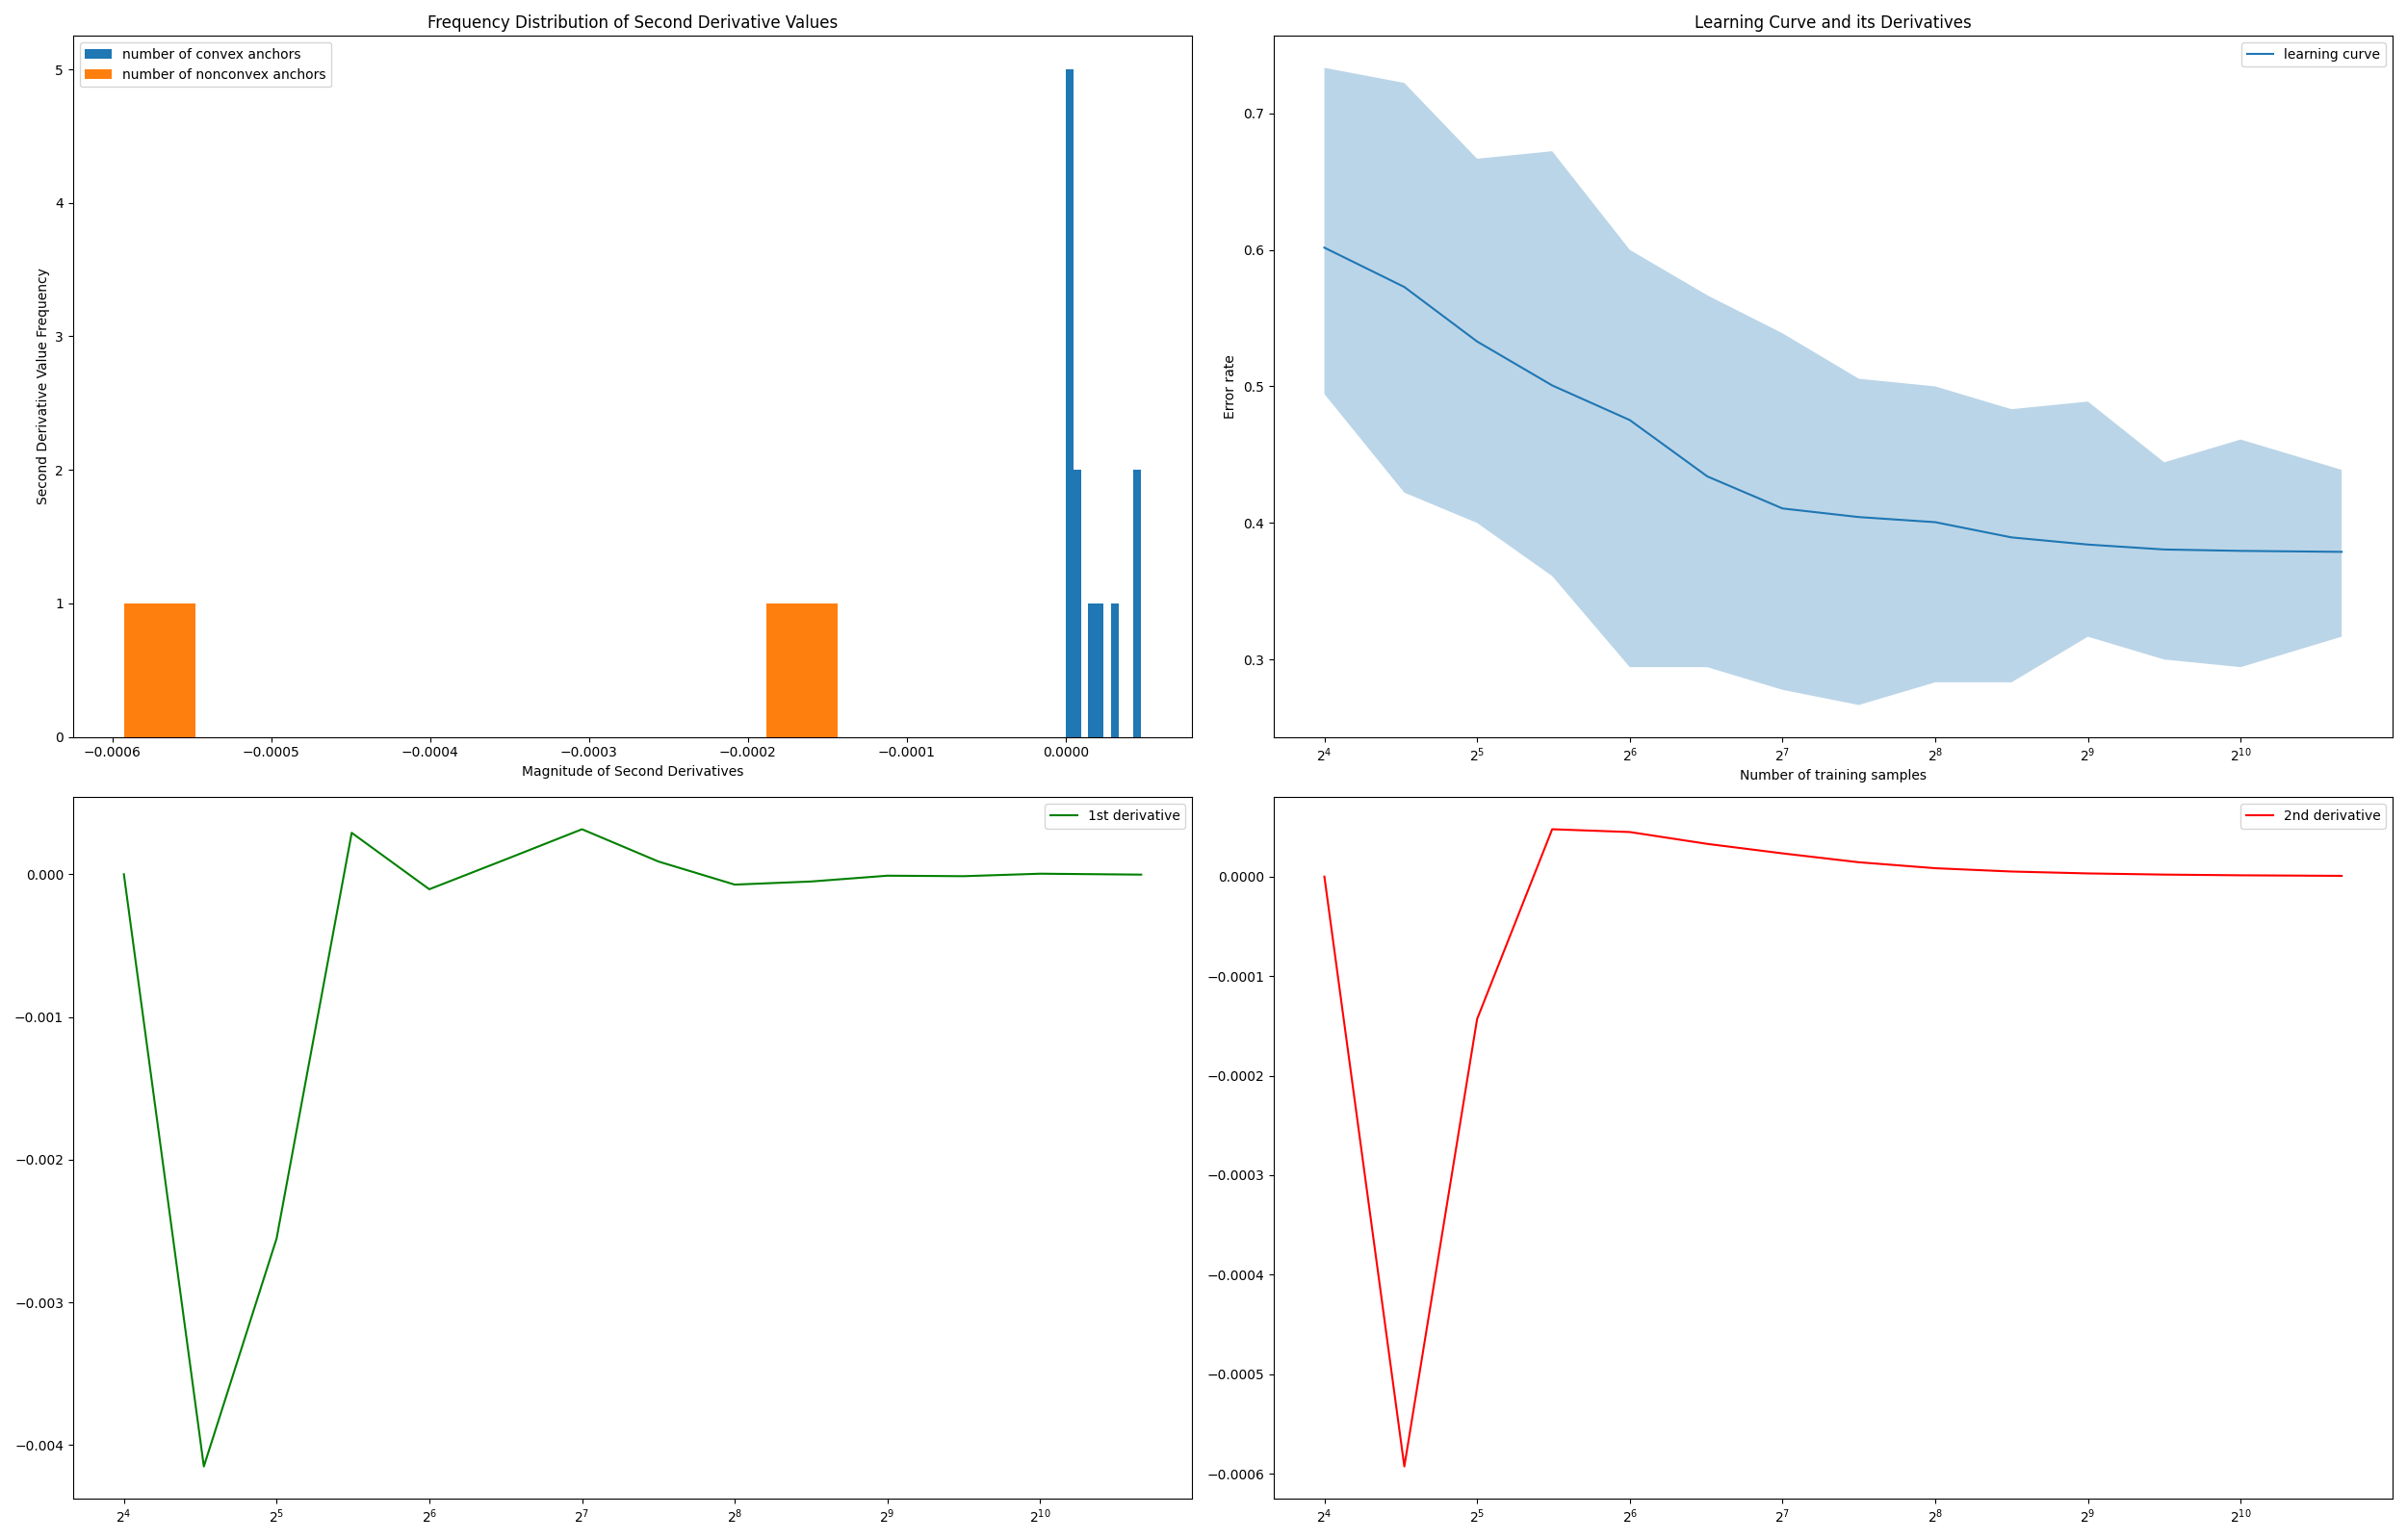 Frequency Distribution of Second Derivative Values
number of convex anchors
number of nonconvex anchors
5
4
3
2
1
0
Second Derivative Value Frequency
−0.0006 −0.0005 −0.0004 −0.0003 −0.0002 −0.0001 0.0000
Magnitude of Second Derivatives
Learning Curve and its Derivatives
learning curve
0.7
0.6
0.5
0.4
0.3
Error rate
2⁴ 2⁵ 2⁶ 2⁷ 2⁸ 2⁹ 2¹⁰
Number of training samples
1st derivative
0.000
−0.001
−0.002
−0.003
−0.004
2⁴ 2⁵ 2⁶ 2⁷ 2⁸ 2⁹ 2¹⁰
2nd derivative
0.0000
−0.0001
−0.0002
−0.0003
−0.0004
−0.0005
−0.0006
2⁴ 2⁵ 2⁶ 2⁷ 2⁸ 2⁹ 2¹⁰